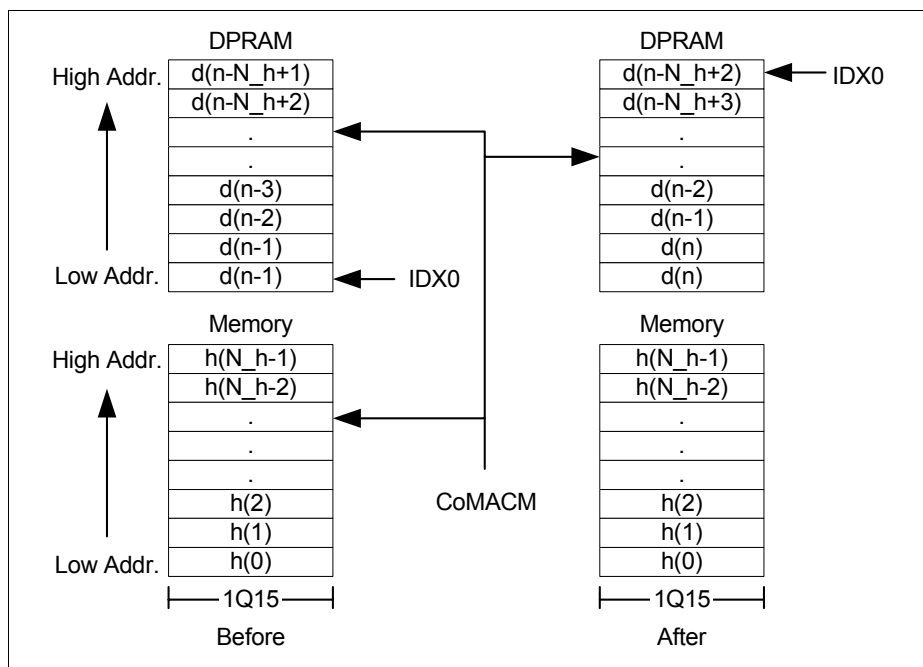 DPRAM
DPRAM
High Addr.
d(n-N_h+1)
d(n-N_h+2)
IDX0
d(n-N_h+2)
d(n-N_h+3)
.
.
.
.
d(n-3)
d(n-2)
d(n-2)
d(n-1)
d(n-1)
d(n)
Low Addr.
d(n-1)
IDX0
d(n)
Memory
Memory
High Addr.
h(N_h-1)
h(N_h-1)
h(N_h-2)
h(N_h-2)
.
.
.
.
.
.
CoMACM
h(2)
h(2)
h(1)
h(1)
Low Addr.
h(0)
h(0)
1Q15
1Q15
Before
After